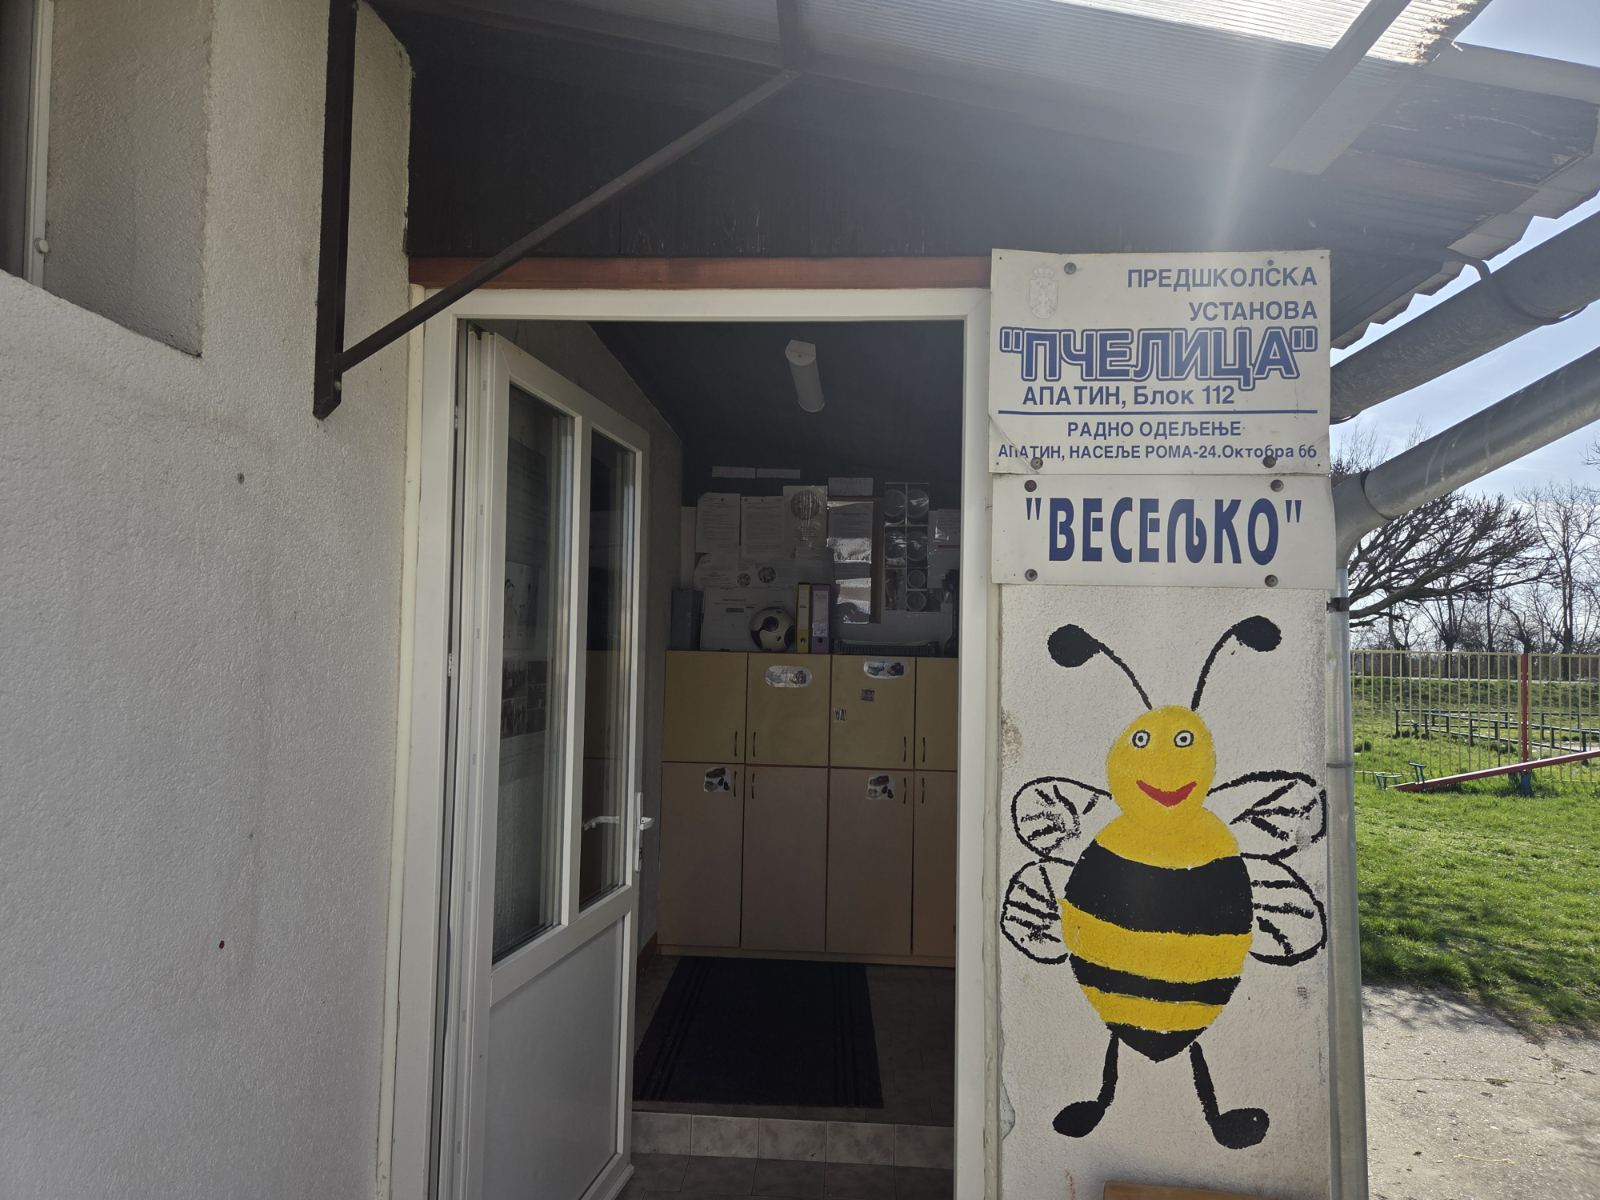 ПРЕДШКОЛСКА
УСТАНОВА
"ПЧЕЛИЦА"
АПАТИН, Блок 112
РАДНО ОДЕЉЕЊЕ
АПАТИН, НАСЕЉЕ РОМА-24.Октобра 66
"ВЕСЕЉКО"